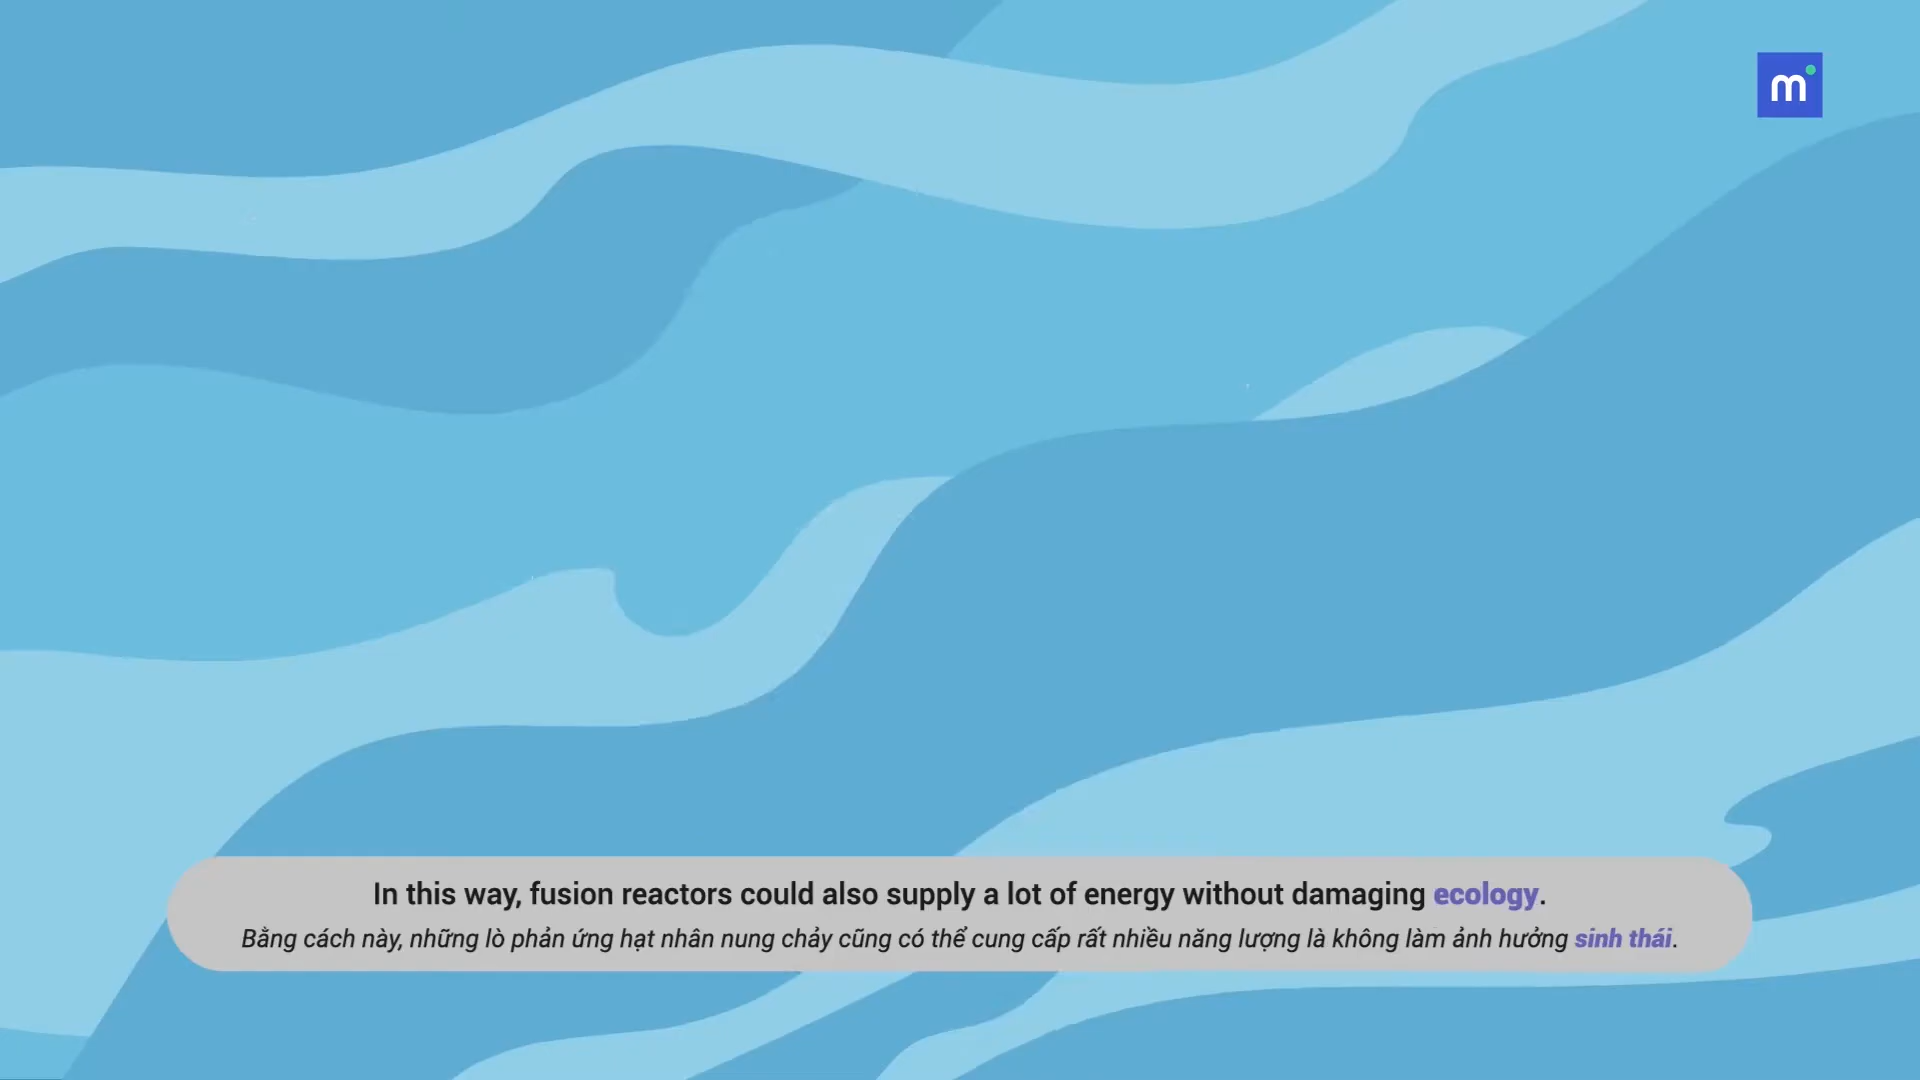 m
In this way, fusion reactors could also supply a lot of energy without damaging ecology.
Bằng cách này, những lò phản ứng hạt nhân nung chảy cũng có thể cung cấp rất nhiều năng lượng là không làm ảnh hưởng sinh thái.